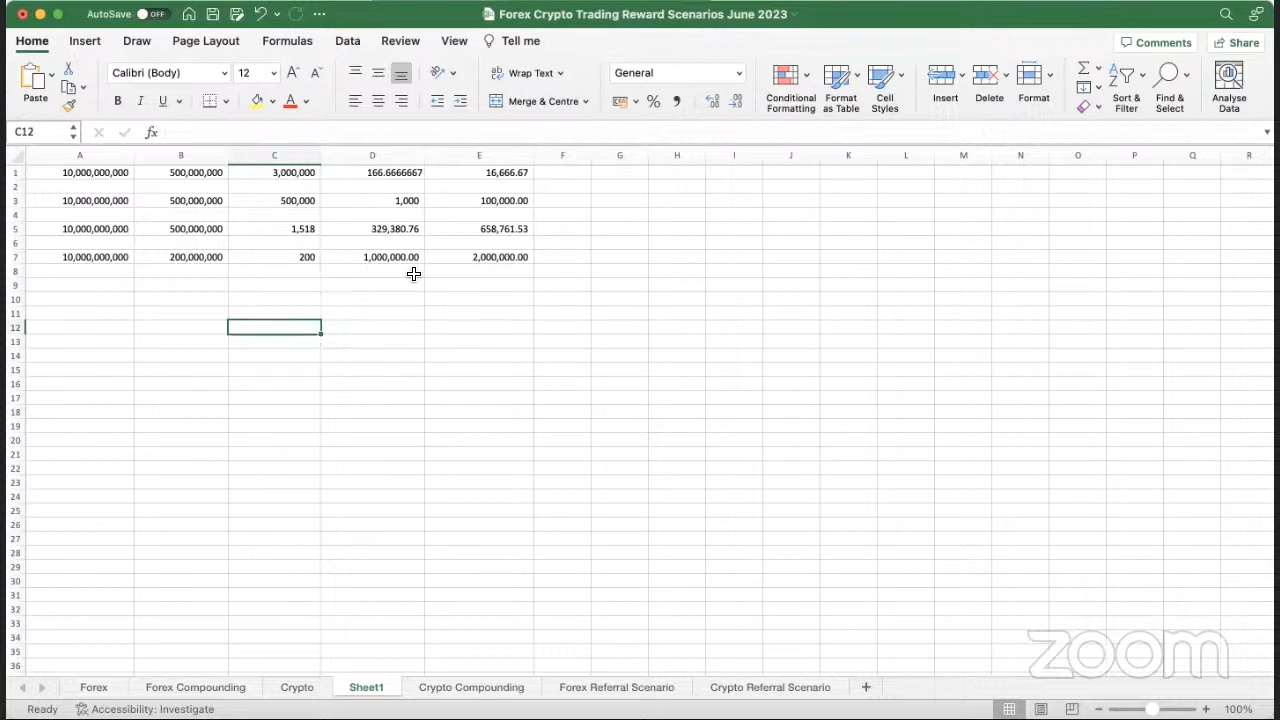 AutoSave OFF
Forex Crypto Trading Reward Scenarios June 2023
Home Insert Draw Page Layout Formulas Data Review View Tell me Comments Share
Paste
Calibri (Body) 12
B I U
Wrap Text
Merge & Centre
General
Conditional Formatting
Format as Table
Cell Styles
Insert
Delete
Format
Sort & Filter
Find & Select
Analyse Data
C12 fx
A B C D E F G H I J K L M N O P Q R
1 10,000,000,000 500,000,000 3,000,000 166.6666667 16,666.67
2
3 10,000,000,000 500,000,000 500,000 1,000 100,000.00
4
5 10,000,000,000 500,000,000 1,518 329,380.76 658,761.53
6
7 10,000,000,000 200,000,000 200 1,000,000.00 2,000,000.00
8
9
10
11
12
13
14
15
16
17
18
19
20
21
22
23
24
25
26
27
28
29
30
31
32
33
34
35
36
zoom
Forex Forex Compounding Crypto Sheet1 Crypto Compounding Forex Referral Scenario Crypto Referral Scenario
Ready Accessibility: Investigate 100%